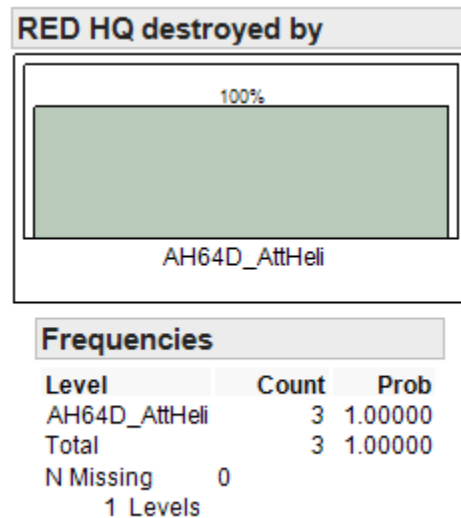 RED HQ destroyed by
100%
AH64D_AttHeli
Frequencies
Level Count Prob
AH64D_AttHeli 3 1.00000
Total 3 1.00000
N Missing 0
1 Levels